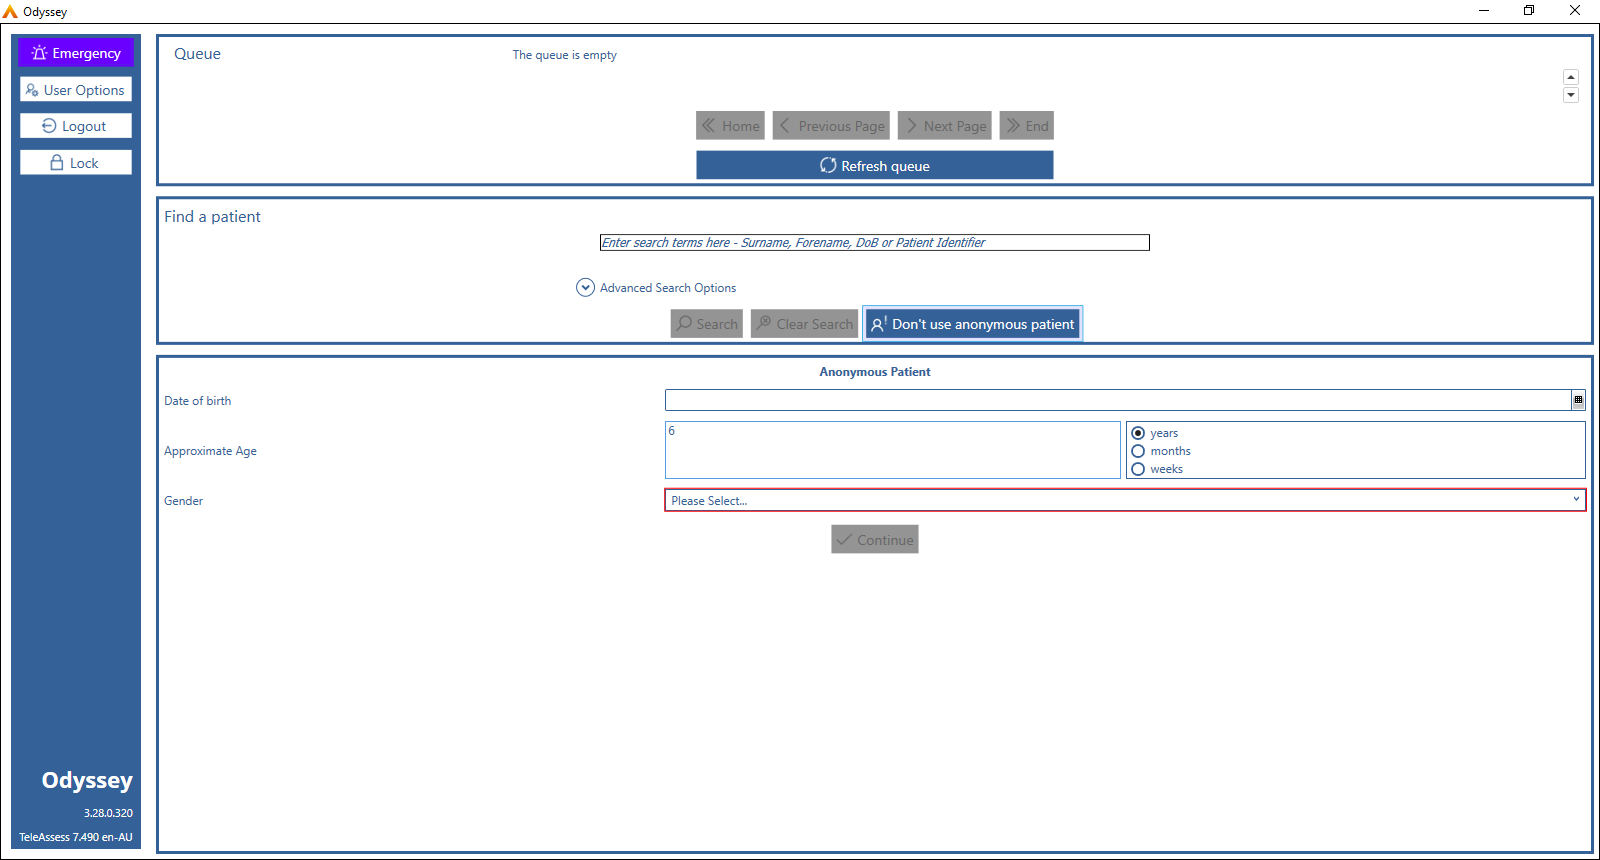 Odyssey
Emergency
User Options
Logout
Lock
Queue
The queue is empty
Home
Previous Page
Next Page
End
Refresh queue
Find a patient
Enter search terms here - Surname, Forename, DoB or Patient Identifier
Advanced Search Options
Search
Clear Search
Don't use anonymous patient
Anonymous Patient
Date of birth
Approximate Age
6
years
months
weeks
Gender
Please Select...
Continue
Odyssey
3.28.0.320
TeleAssess 7.490 en-AU